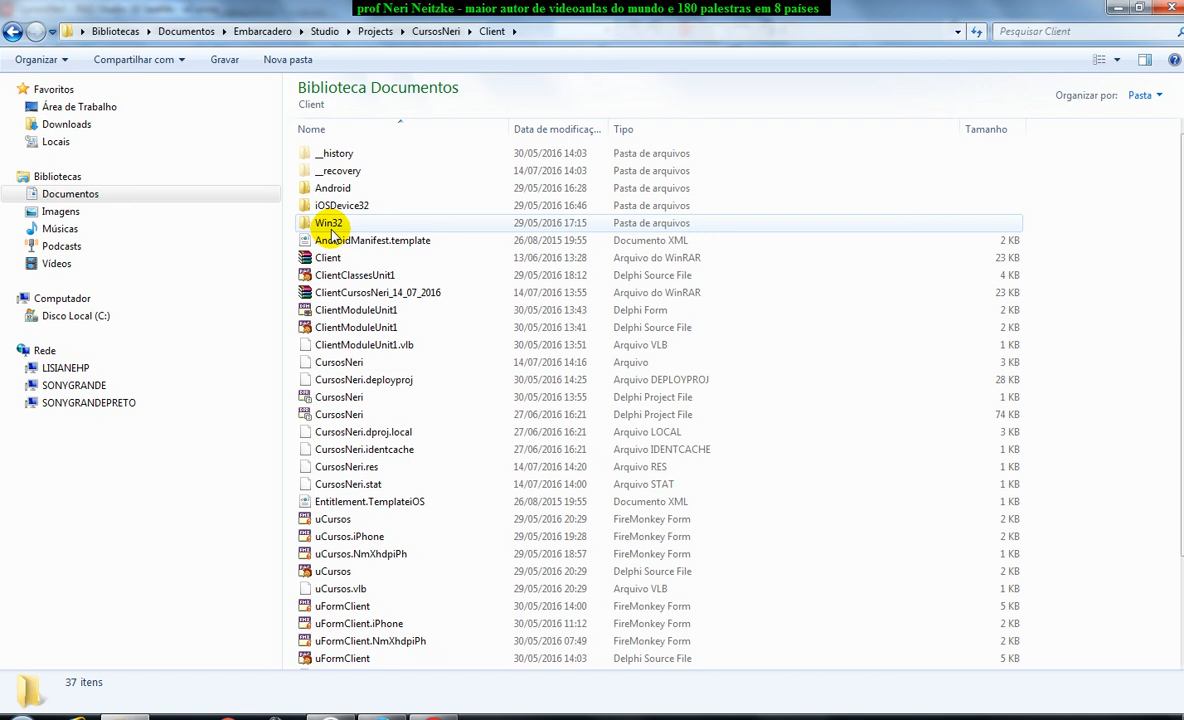 prof Neri Neitzke - maior autor de videoaulas do mundo e 180 palestras em 8 países
Bibliotecas Documentos Embarcadero Studio Projects CursosNeri Client Pesquisar Client
Organizar Compartilhar com Gravar Nova pasta
Favoritos
Área de Trabalho
Downloads
Locais
Bibliotecas
Documentos
Imagens
Músicas
Podcasts
Vídeos
Computador
Disco Local (C:)
Rede
LISIANEHP
SONYGRANDE
SONYGRANDEPRETO
Biblioteca Documentos
Client
Organizar por: Pasta
Nome Data de modificaç... Tipo Tamanho
__history 30/05/2016 14:03 Pasta de arquivos
__recovery 14/07/2016 14:03 Pasta de arquivos
Android 29/05/2016 16:28 Pasta de arquivos
iOSDevice32 29/05/2016 16:46 Pasta de arquivos
Win32 29/05/2016 17:15 Pasta de arquivos
AndroidManifest.template 26/08/2015 19:55 Documento XML 2 KB
Client 13/06/2016 13:28 Arquivo do WinRAR 23 KB
ClientClassesUnit1 29/05/2016 18:12 Delphi Source File 4 KB
ClientCursosNeri_14_07_2016 14/07/2016 13:55 Arquivo do WinRAR 23 KB
ClientModuleUnit1 30/05/2016 13:41 Delphi Form 2 KB
ClientModuleUnit1 30/05/2016 13:41 Delphi Source File 2 KB
ClientModuleUnit1.vlb 30/05/2016 13:51 Arquivo VLB 1 KB
CursosNeri 14/07/2016 14:16 Arquivo 3 KB
CursosNeri.deployproj 30/05/2016 14:25 Arquivo DEPLOYPROJ 28 KB
CursosNeri 30/05/2016 13:55 Delphi Project File 1 KB
CursosNeri 27/06/2016 16:21 Delphi Project File 74 KB
CursosNeri.dproj.local 27/06/2016 16:21 Arquivo LOCAL 3 KB
CursosNeri.identcache 27/06/2016 16:21 Arquivo IDENTCACHE 1 KB
CursosNeri.res 14/07/2016 14:20 Arquivo RES 1 KB
CursosNeri.stat 14/07/2016 14:00 Arquivo STAT 1 KB
Entitlement.TemplateiOS 26/08/2015 19:55 Documento XML 1 KB
uCursos 29/05/2016 20:29 FireMonkey Form 2 KB
uCursos.iPhone 29/05/2016 19:28 FireMonkey Form 2 KB
uCursos.NmXhdpiPh 29/05/2016 18:57 FireMonkey Form 2 KB
uCursos 29/05/2016 20:29 Delphi Source File 2 KB
uCursos.vlb 29/05/2016 20:29 Arquivo VLB 1 KB
uFormClient 30/05/2016 14:00 FireMonkey Form 5 KB
uFormClient.iPhone 30/05/2016 11:12 FireMonkey Form 2 KB
uFormClient.NmXhdpiPh 30/05/2016 07:49 FireMonkey Form 2 KB
uFormClient 30/05/2016 14:03 Delphi Source File 5 KB
37 itens